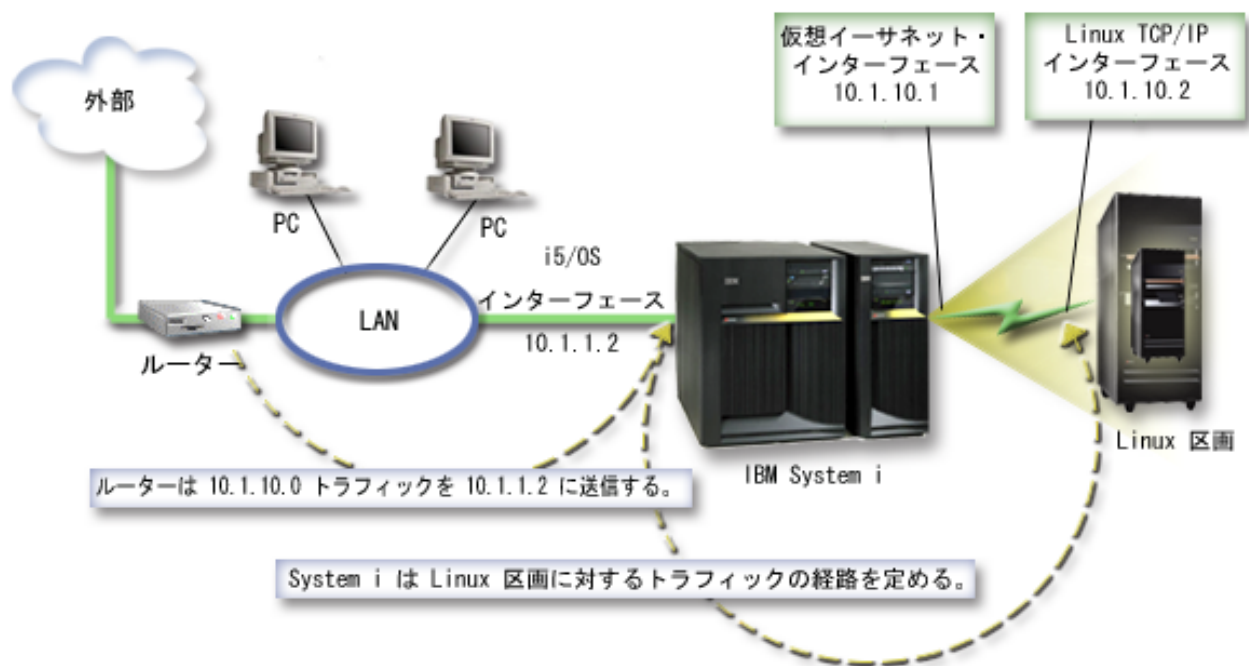 外部
PC
PC
ルーター
LAN
i5/OS
インターフェース
10.1.1.2
仮想イーサネット・
インターフェース
10.1.10.1
Linux TCP/IP
インターフェース
10.1.10.2
IBM System i
Linux 区画
ルーターは 10.1.10.0 トラフィックを 10.1.1.2 に送信する。
System i は Linux 区画に対するトラフィックの経路を定める。